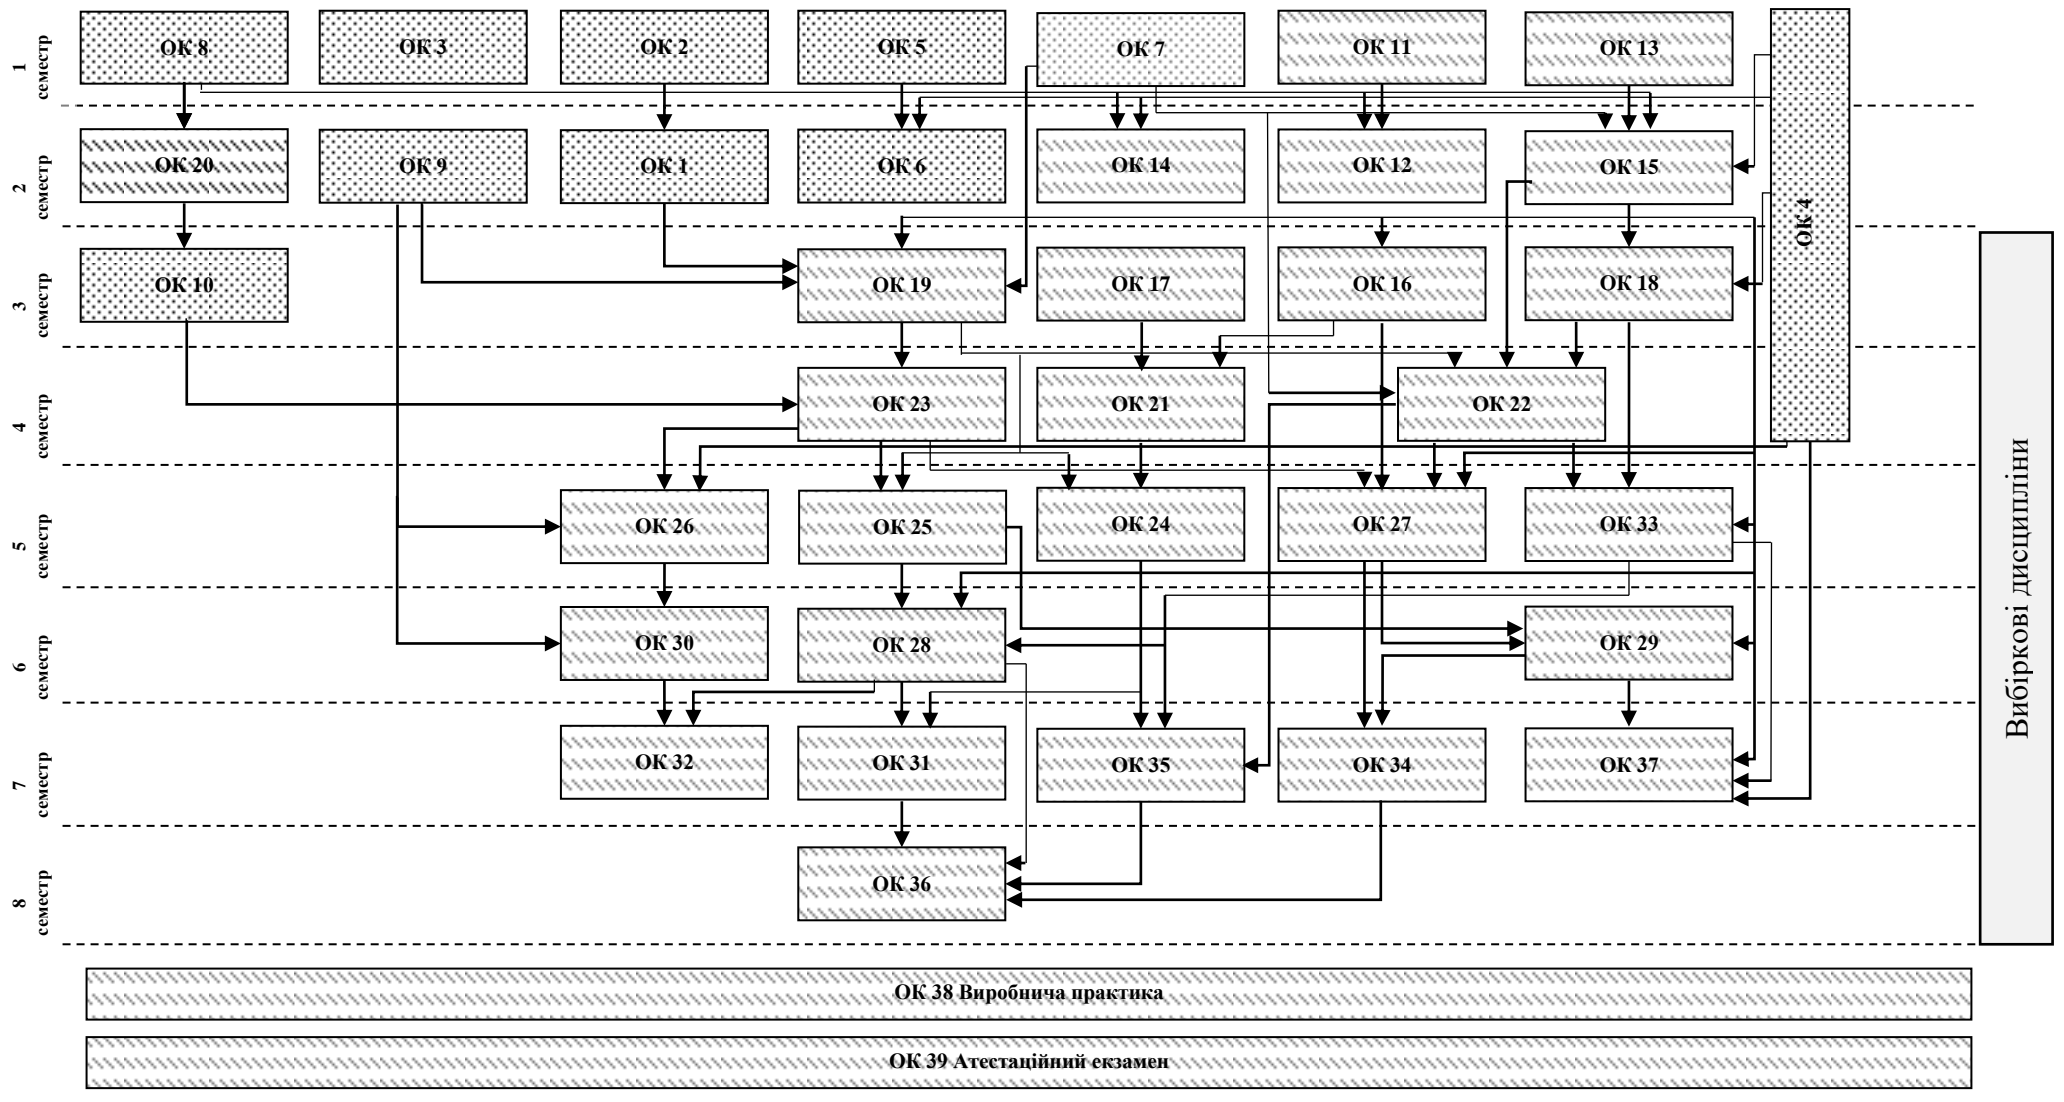 1 семестр
ОК 8
ОК 3
ОК 2
ОК 5
ОК 7
ОК 11
ОК 13
ОК 4
2 семестр
ОК 20
ОК 9
ОК 1
ОК 6
ОК 14
ОК 12
ОК 15
3 семестр
ОК 10
ОК 19
ОК 17
ОК 16
ОК 18
4 семестр
ОК 23
ОК 21
ОК 22
5 семестр
ОК 26
ОК 25
ОК 24
ОК 27
ОК 33
6 семестр
ОК 30
ОК 28
ОК 29
7 семестр
ОК 32
ОК 31
ОК 35
ОК 34
ОК 37
8 семестр
ОК 36
Вибіркові дисципліни
ОК 38 Виробнича практика
ОК 39 Атестаційний екзамен